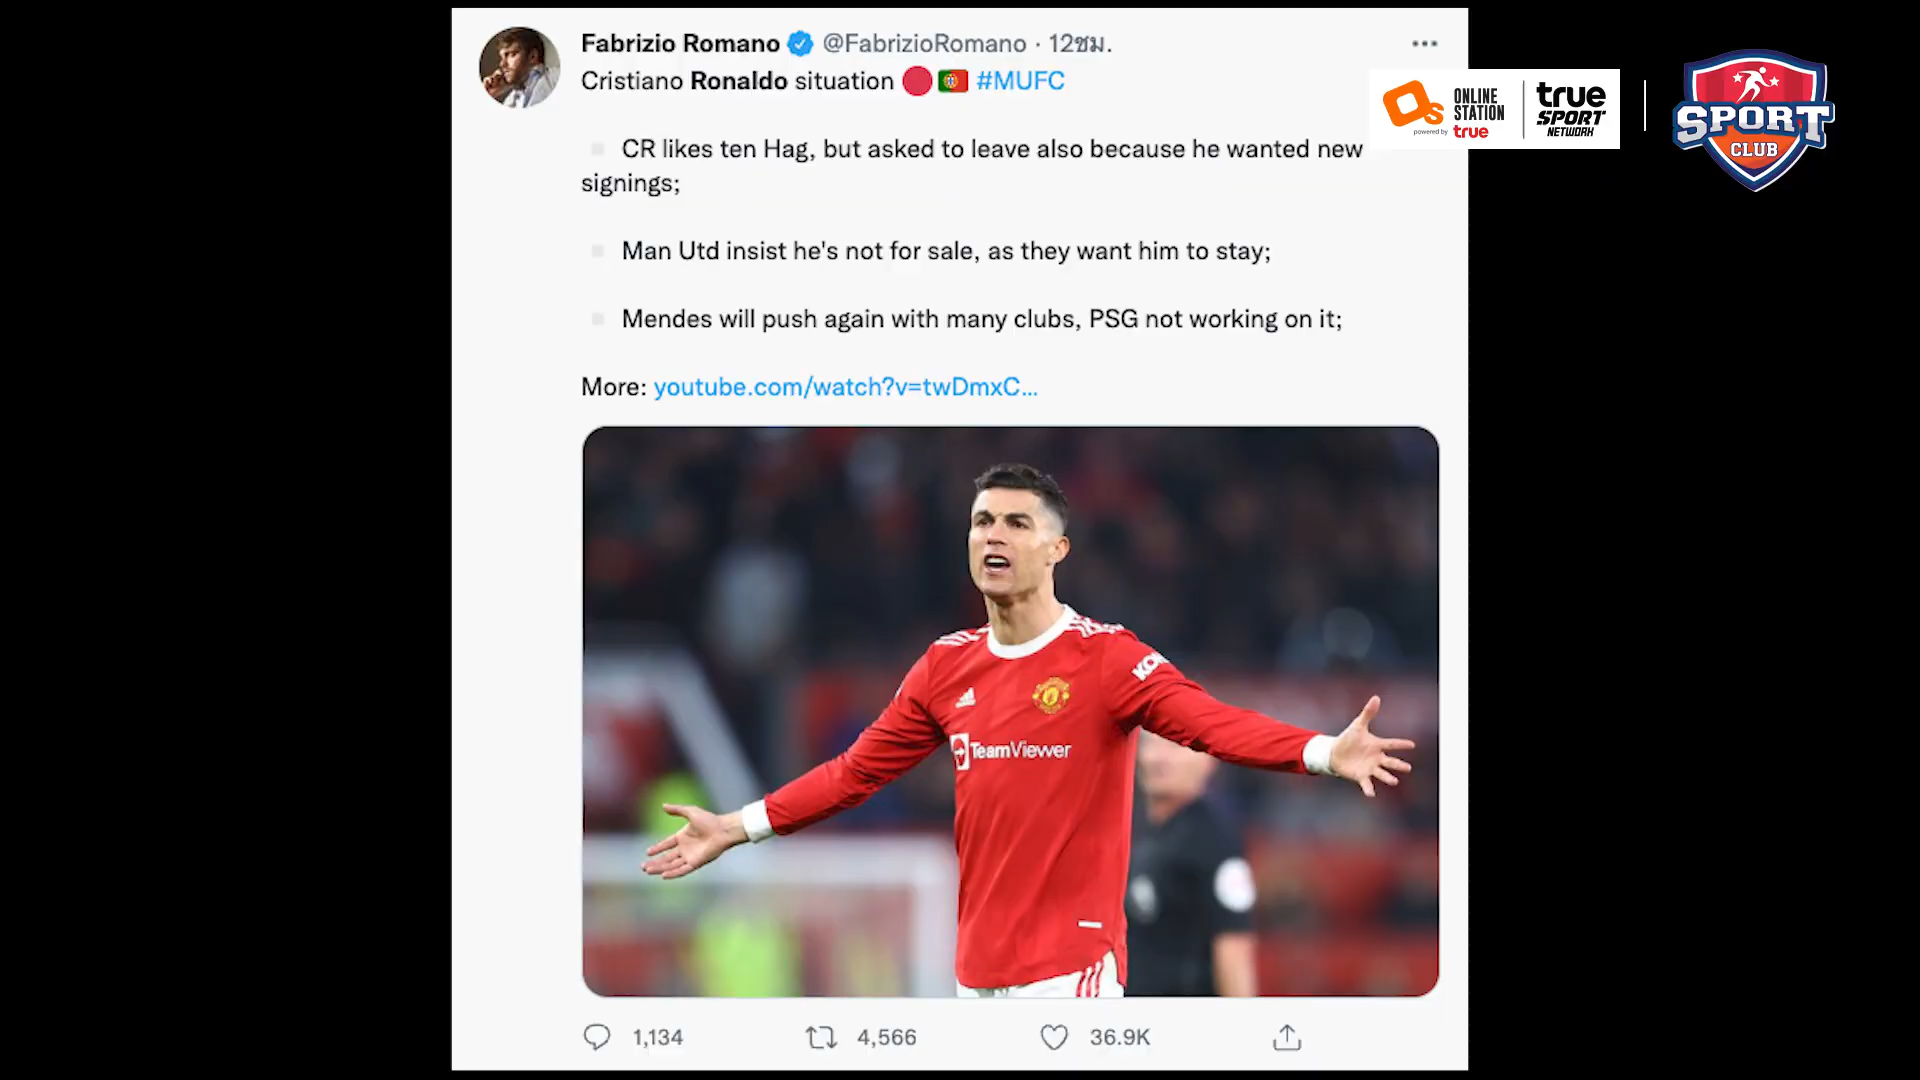 Fabrizio Romano @FabrizioRomano · 12ชม.
Cristiano Ronaldo situation #MUFC
CR likes ten Hag, but asked to leave also because he wanted new
signings;
Man Utd insist he's not for sale, as they want him to stay;
Mendes will push again with many clubs, PSG not working on it;
More: youtube.com/watch?v=twDmxC...
1,134 4,566 36.9K
KOH
TeamViewer
Os ONLINE STATION
powered by true
true SPORT NETWORK
SPORT
CLUB